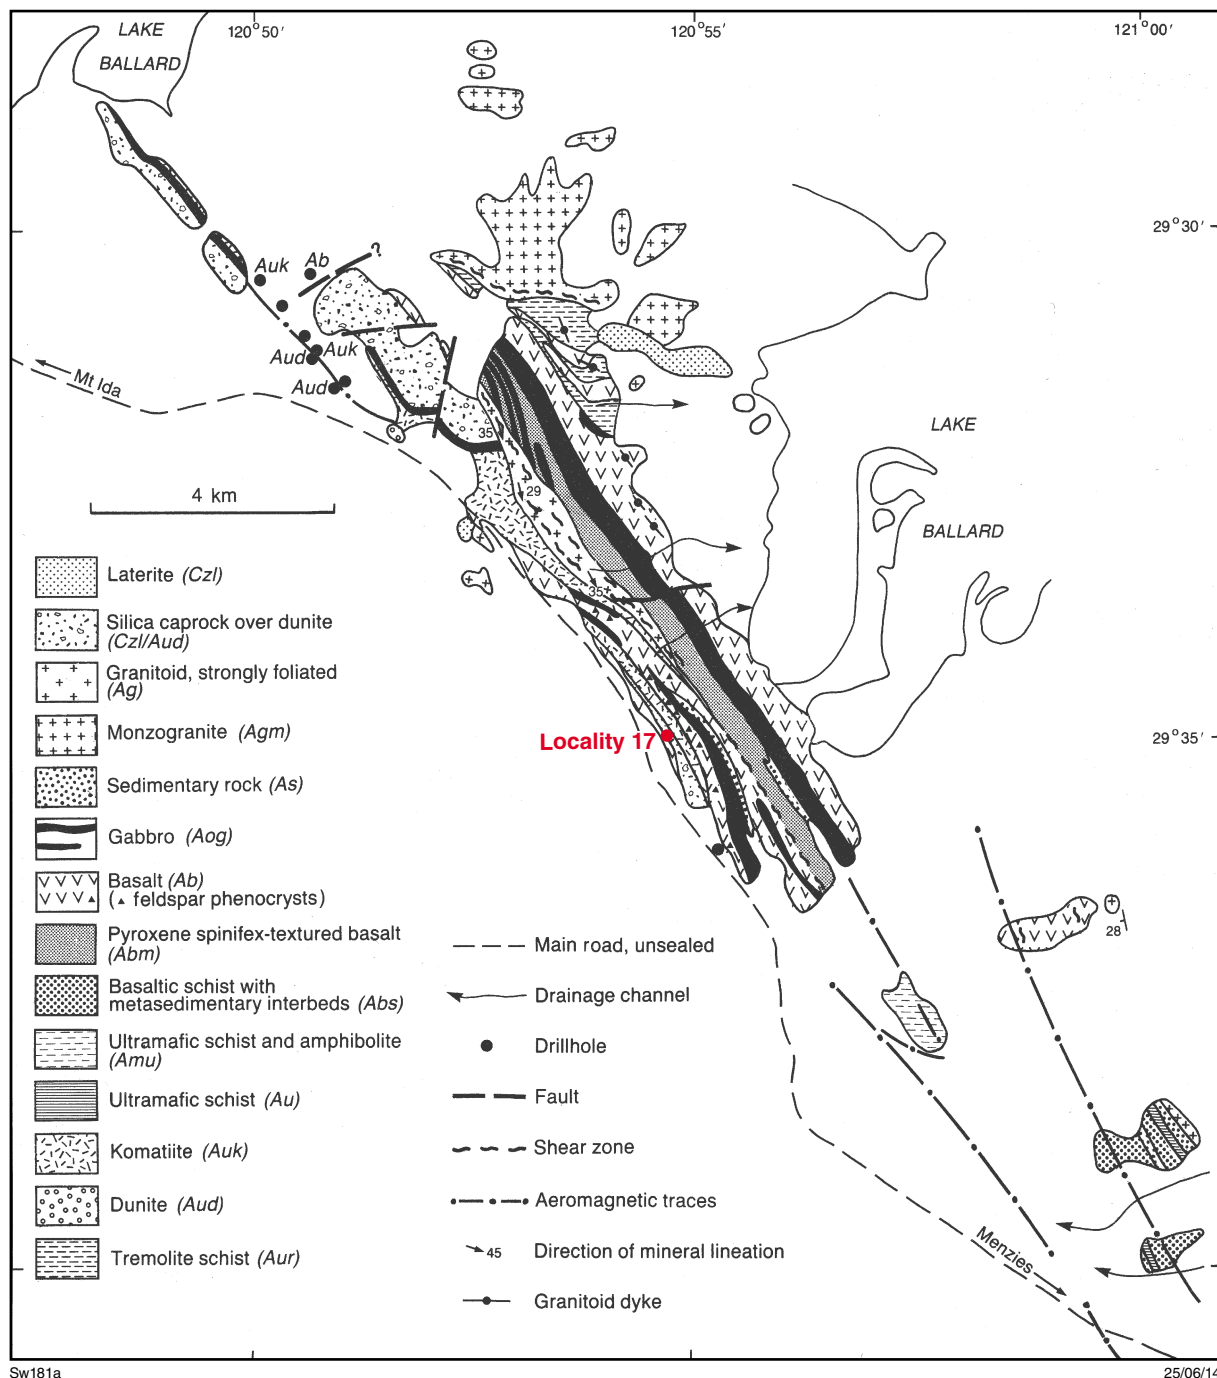 LAKE
BALLARD
120°50′
120°55′
121°00′
29°30′
Auk
Ab
?
Aud
Auk
Aud
Mt Ida
35
29
35
4 km
LAKE
BALLARD
Locality 17
29°35′
28
Laterite (Czl)
Silica caprock over dunite
(Czl/Aud)
Granitoid, strongly foliated
(Ag)
Monzogranite (Agm)
Sedimentary rock (As)
Gabbro (Aog)
Basalt (Ab)
(▲ feldspar phenocrysts)
Pyroxene spinifex-textured basalt
(Abm)
Basaltic schist with
metasedimentary interbeds (Abs)
Ultramafic schist and amphibolite
(Amu)
Ultramafic schist (Au)
Komatiite (Auk)
Dunite (Aud)
Tremolite schist (Aur)
Main road, unsealed
Drainage channel
Drillhole
Fault
Shear zone
Aeromagnetic traces
45 Direction of mineral lineation
Granitoid dyke
Menzies
Sw181a
25/06/14